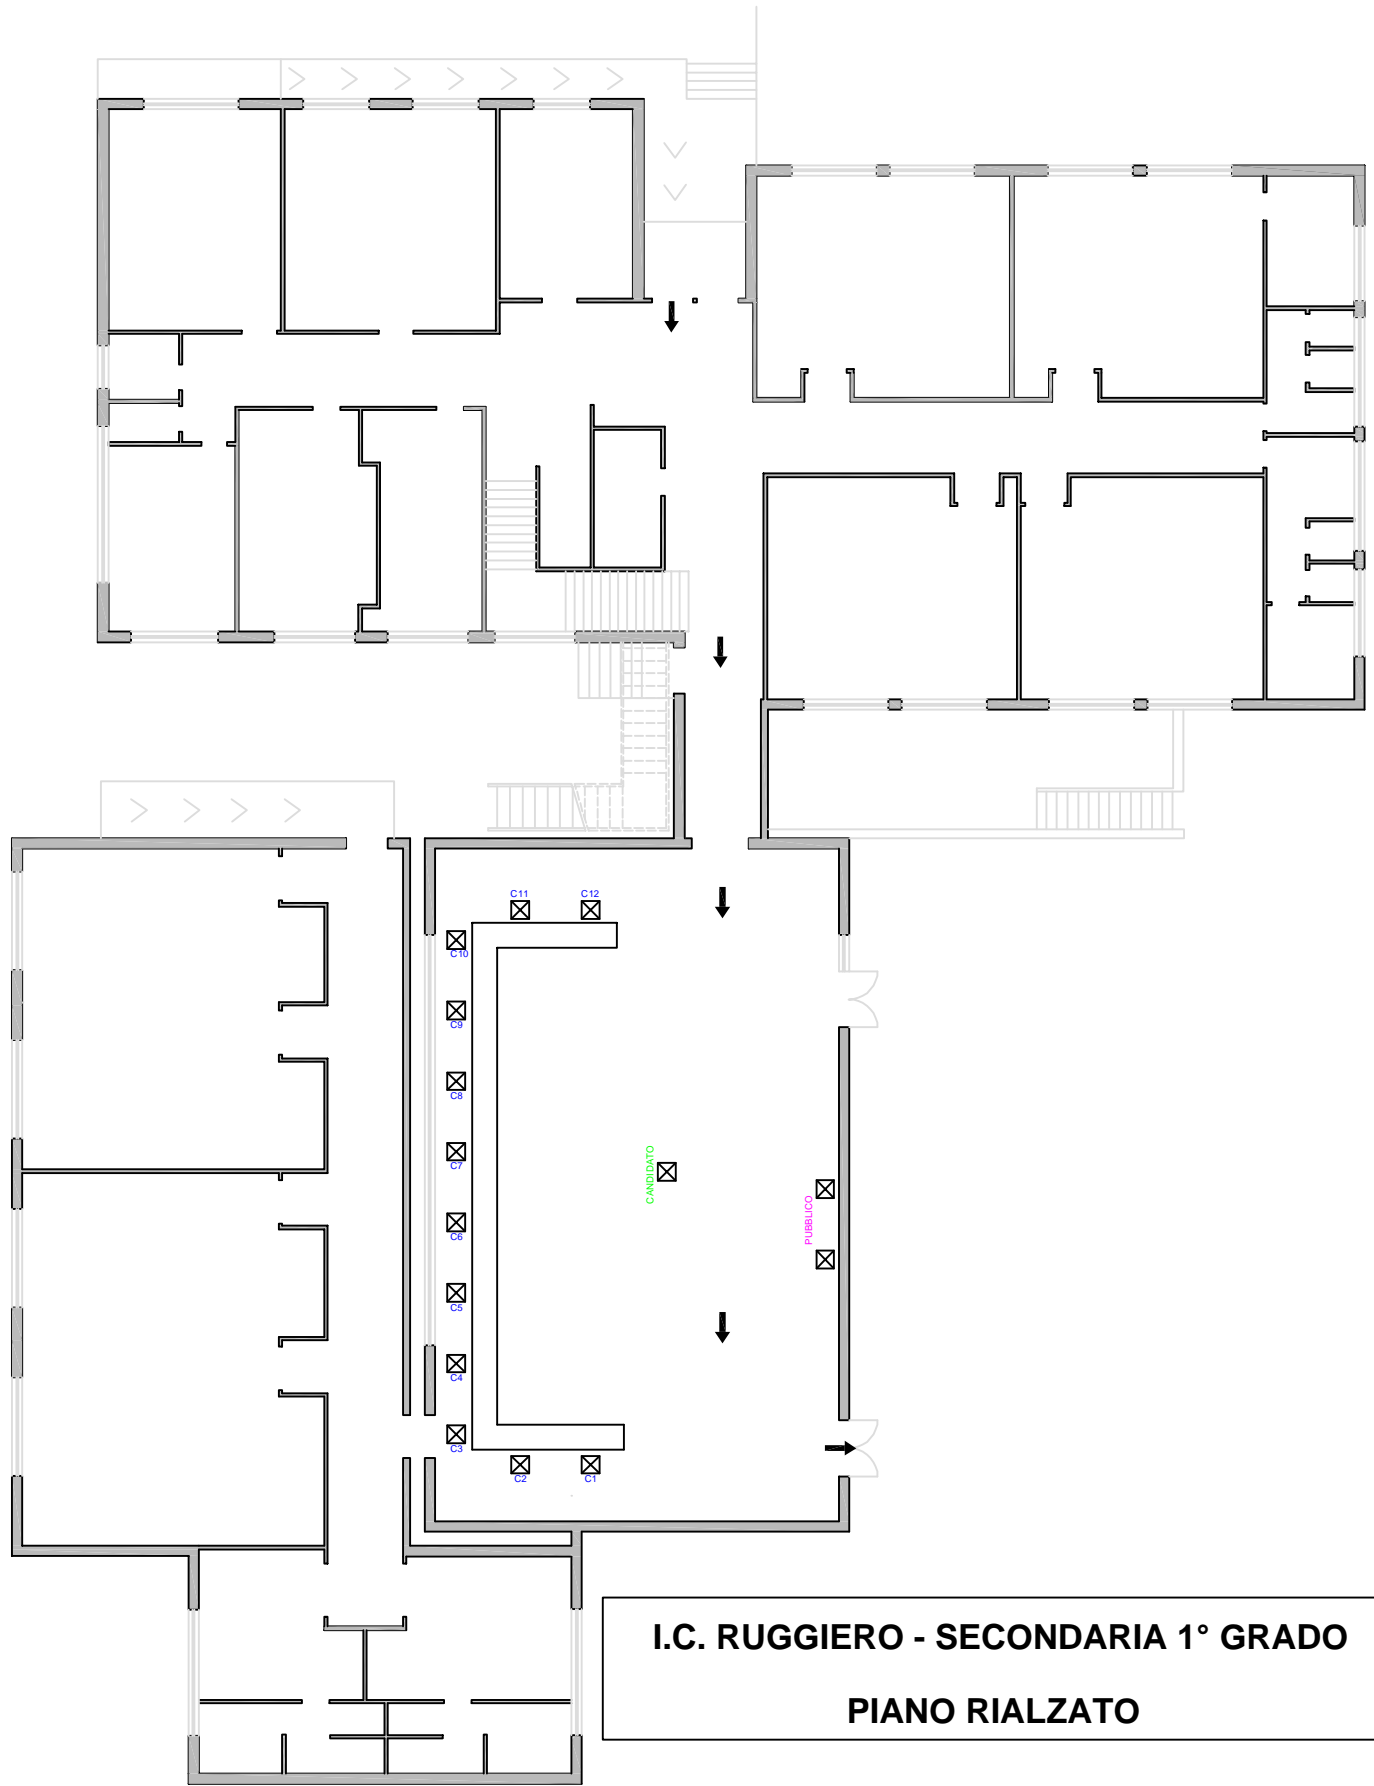 C11
C12
C10
C9
C8
C7
CANDIDATO
PUBBLICO
C6
C5
C4
C3
C2
C1
I.C. RUGGIERO - SECONDARIA 1° GRADO
PIANO RIALZATO